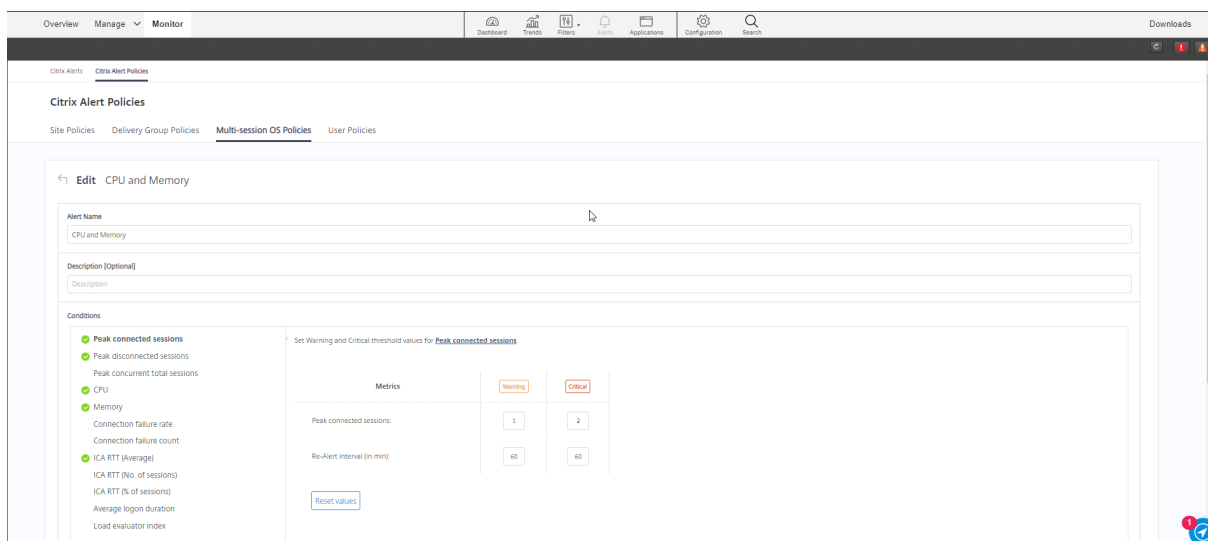 Overview Manage Monitor Dashboard Trends Filters Alerts Applications Configuration Search Downloads
Citrix Alerts Citrix Alert Policies
Citrix Alert Policies
Site Policies Delivery Group Policies Multi-session OS Policies User Policies
Edit CPU and Memory
Alert Name
CPU and Memory
Description [Optional]
Description
Conditions
Peak connected sessions
Peak disconnected sessions
Peak concurrent total sessions
CPU
Memory
Connection failure rate
Connection failure count
ICA RTT (Average)
ICA RTT (No. of sessions)
ICA RTT (% of sessions)
Average logon duration
Load evaluator index
Set Warning and Critical threshold values for Peak connected sessions
Metrics Warning Critical
Peak connected sessions: 1 2
Re-Alert interval (in min): 60 60
Reset values
1